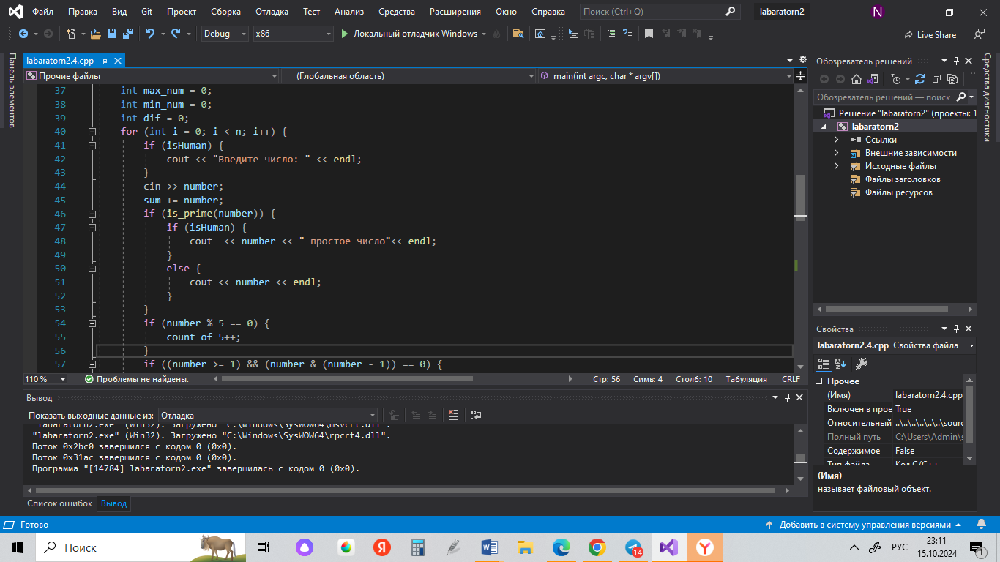 Файл Правка Вид Git Проект Сборка Отладка Тест Анализ Средства Расширения Окно Справка Поиск (Ctrl+Q) labaratorn2 N
Debug x86 Локальный отладчик Windows Live Share
Панель элементов
labaratorn2.4.cpp
Прочие файлы (Глобальная область) main(int argc, char * argv[])
37 int max_num = 0;
38 int min_num = 0;
39 int dif = 0;
40 for (int i = 0; i < n; i++) {
41 if (isHuman) {
42 cout << "Введите число: " << endl;
43 }
44 cin >> number;
45 sum += number;
46 if (is_prime(number)) {
47 if (isHuman) {
48 cout  << number << " простое число"<< endl;
49 }
50 else {
51 cout << number << endl;
52 }
53 }
54 if (number % 5 == 0) {
55 count_of_5++;
56 }
57 if ((number >= 1) && (number & (number - 1)) == 0) {
110 % Проблемы не найдены. Стр: 56 Симв: 4 Столб: 10 Табуляция CRLF
Вывод
Показать выходные данные из: Отладка
"labaratorn2.exe" (Win32). Загружено "C:\Windows\SysWOW64\msvcrt.dll".
"labaratorn2.exe" (Win32). Загружено "C:\Windows\SysWOW64\rpcrt4.dll".
Поток 0x2bc0 завершился с кодом 0 (0x0).
Поток 0x31ac завершился с кодом 0 (0x0).
Программа "[14784] labaratorn2.exe" завершилась с кодом 0 (0x0).
Список ошибок Вывод
Обозреватель решений
Обозреватель решений — поиск
Решение "labaratorn2" (проекты: 1
labaratorn2
Ссылки
Внешние зависимости
Исходные файлы
Файлы заголовков
Файлы ресурсов
Свойства
labaratorn2.4.cpp Свойства файла
Прочее
(Имя) labaratorn2.4.cpp
Включен в прое True
Относительный ..\..\..\..\..\sourc
Полный путь C:\Users\Admin\s
Содержимое False
Тип файла Код C/C++
(Имя)
называет файловый объект.
Средства диагностики
Готово Добавить в систему управления версиями
Поиск Я 14 Y РУС 23:11
15.10.2024 1